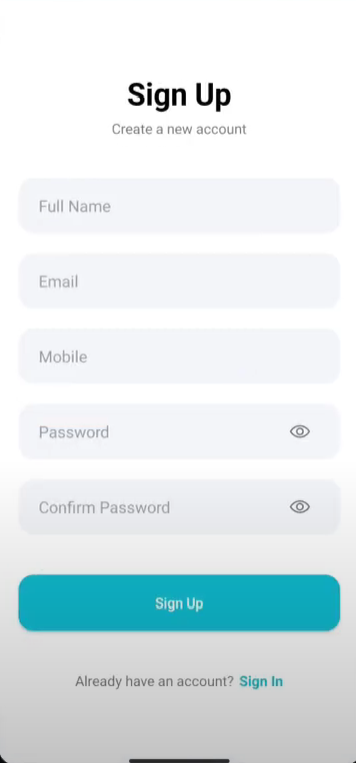 Sign Up
Create a new account
Full Name
Email
Mobile
Password
Confirm Password
Sign Up
Already have an account? Sign In